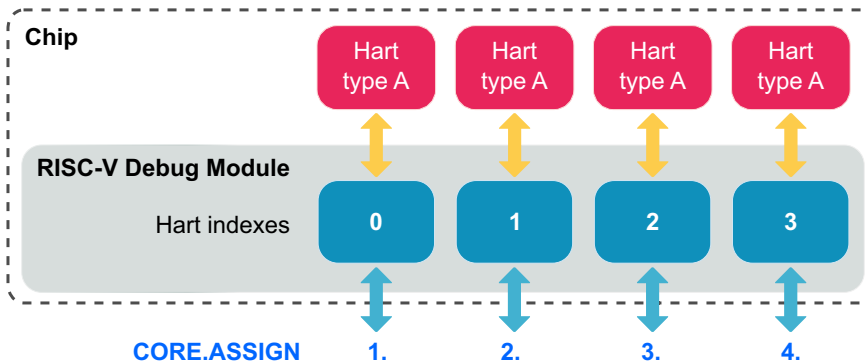 Chip
Hart type A Hart type A Hart type A Hart type A
RISC-V Debug Module
Hart indexes 0 1 2 3
CORE.ASSIGN 1. 2. 3. 4.